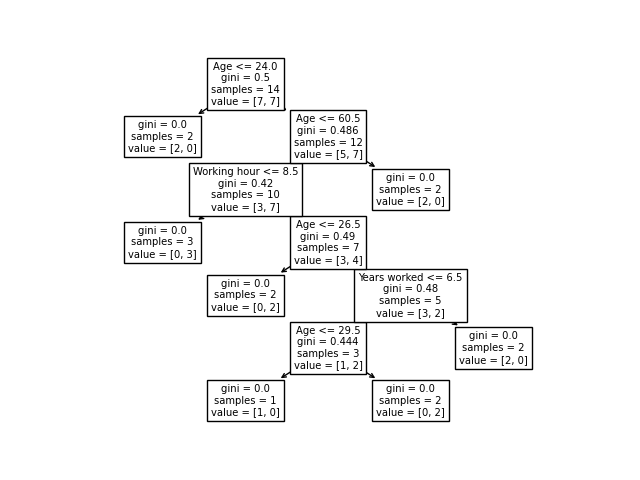 Age <= 24.0
gini = 0.5
samples = 14
value = [7, 7]
gini = 0.0
samples = 2
value = [2, 0]
Age <= 60.5
gini = 0.486
samples = 12
value = [5, 7]
Working hour <= 8.5
gini = 0.42
samples = 10
value = [3, 7]
gini = 0.0
samples = 2
value = [2, 0]
gini = 0.0
samples = 3
value = [0, 3]
Age <= 26.5
gini = 0.49
samples = 7
value = [3, 4]
gini = 0.0
samples = 2
value = [0, 2]
Years worked <= 6.5
gini = 0.48
samples = 5
value = [3, 2]
Age <= 29.5
gini = 0.444
samples = 3
value = [1, 2]
gini = 0.0
samples = 2
value = [2, 0]
gini = 0.0
samples = 1
value = [1, 0]
gini = 0.0
samples = 2
value = [0, 2]